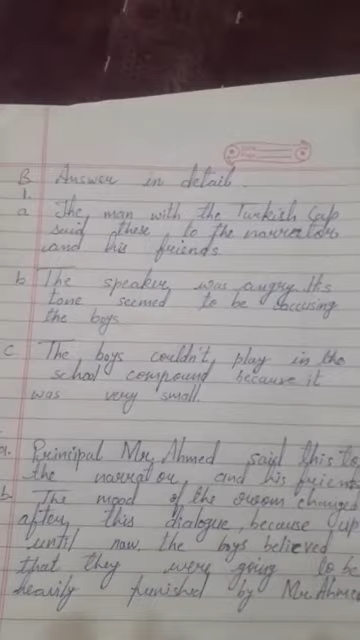 B Answer in detail.
1.
a The man with the Turkish Cap
said these to the narrator
and his friends
b The speaker was angry. His
tone seemed to be accusing
the boys
c The boys couldn't play in the
school compound because it
was very small.
a. Principal Mr. Ahmed said this to
the narrator, and his friends
b. The mood of the room changed
after this dialogue, because up
until now the boys believed
that they were going to be
heavily punished by Mr. Ahmed